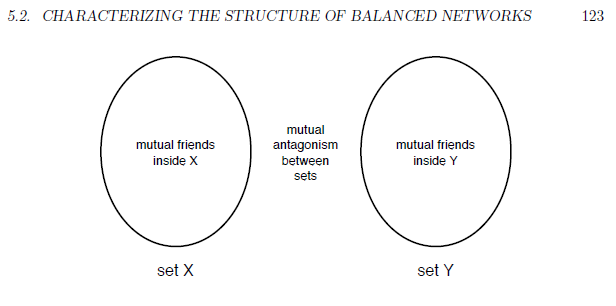 5.2. CHARACTERIZING THE STRUCTURE OF BALANCED NETWORKS 123
mutual friends
inside X
mutual
antagonism
between
sets
mutual friends
inside Y
set X
set Y